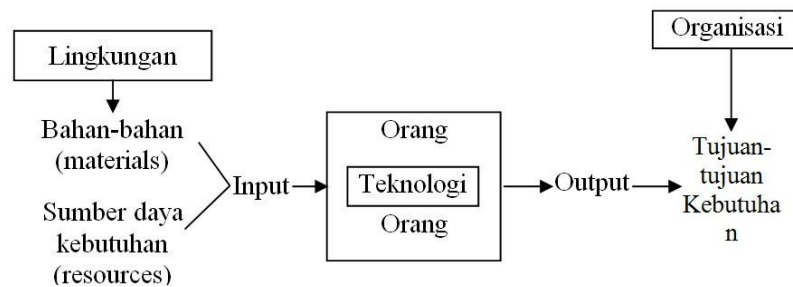 Organisasi
Lingkungan
Bahan-bahan
(materials)
Sumber daya
kebutuhan
(resources)
Input
Orang
Teknologi
Orang
Output
Tujuan-
tujuan
Kebutuha
n